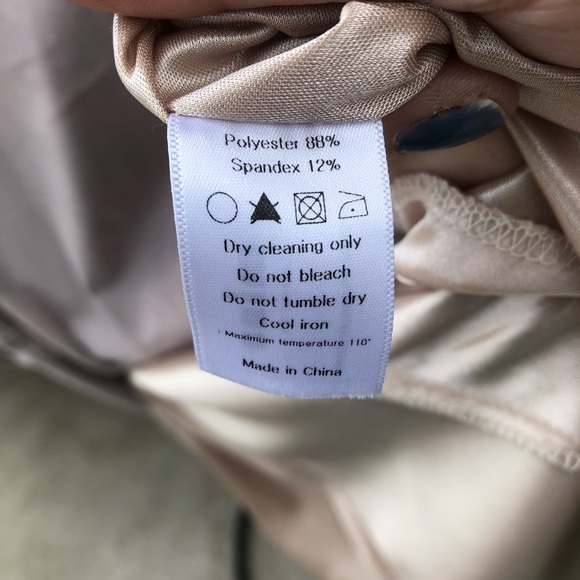 Polyester 88%
Spandex 12%
Dry cleaning only
Do not bleach
Do not tumble dry
Cool iron
Maximum temperature 110°
Made in China